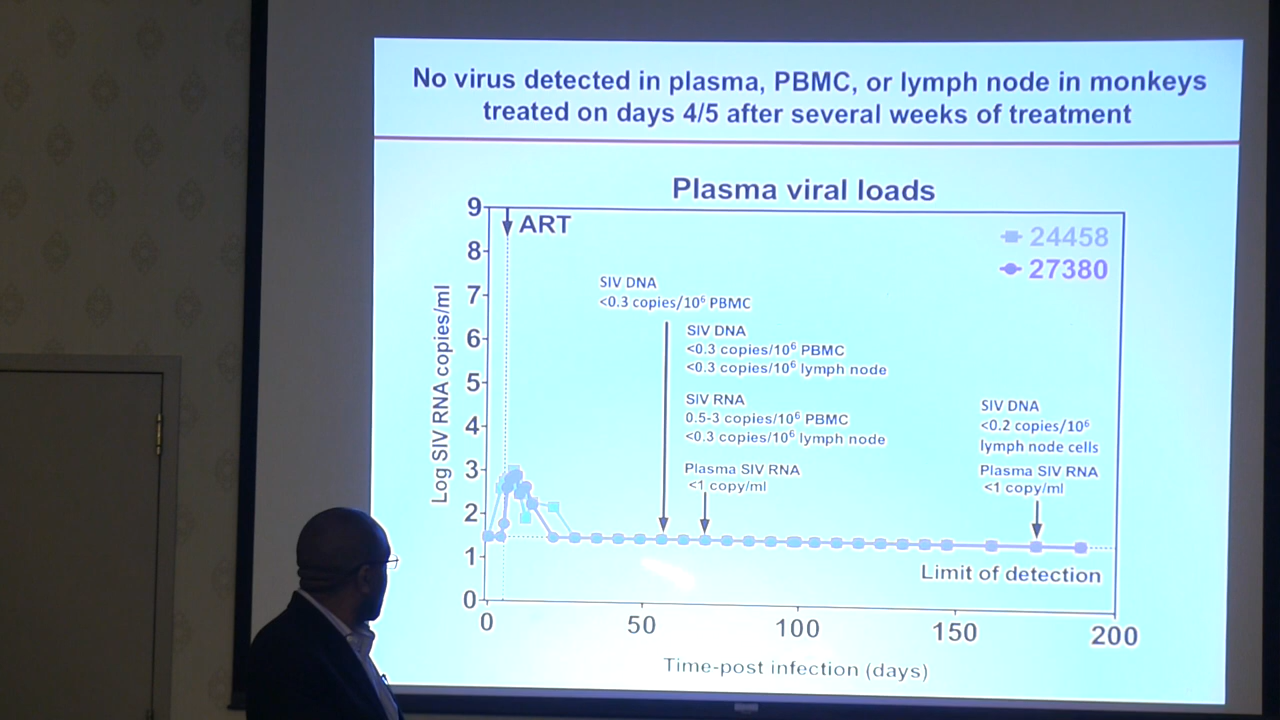 No virus detected in plasma, PBMC, or lymph node in monkeys
treated on days 4/5 after several weeks of treatment
Plasma viral loads
ART
24458
27380
SIV DNA
<0.3 copies/10⁶ PBMC
SIV DNA
<0.3 copies/10⁶ PBMC
<0.3 copies/10⁶ lymph node
SIV RNA
0.5-3 copies/10⁶ PBMC
<0.3 copies/10⁶ lymph node
Plasma SIV RNA
<1 copy/ml
SIV DNA
<0.2 copies/10⁶
lymph node cells
Plasma SIV RNA
<1 copy/ml
Limit of detection
Log SIV RNA copies/ml
9
8
7
6
5
4
3
2
1
0
0 50 100 150 200
Time-post infection (days)